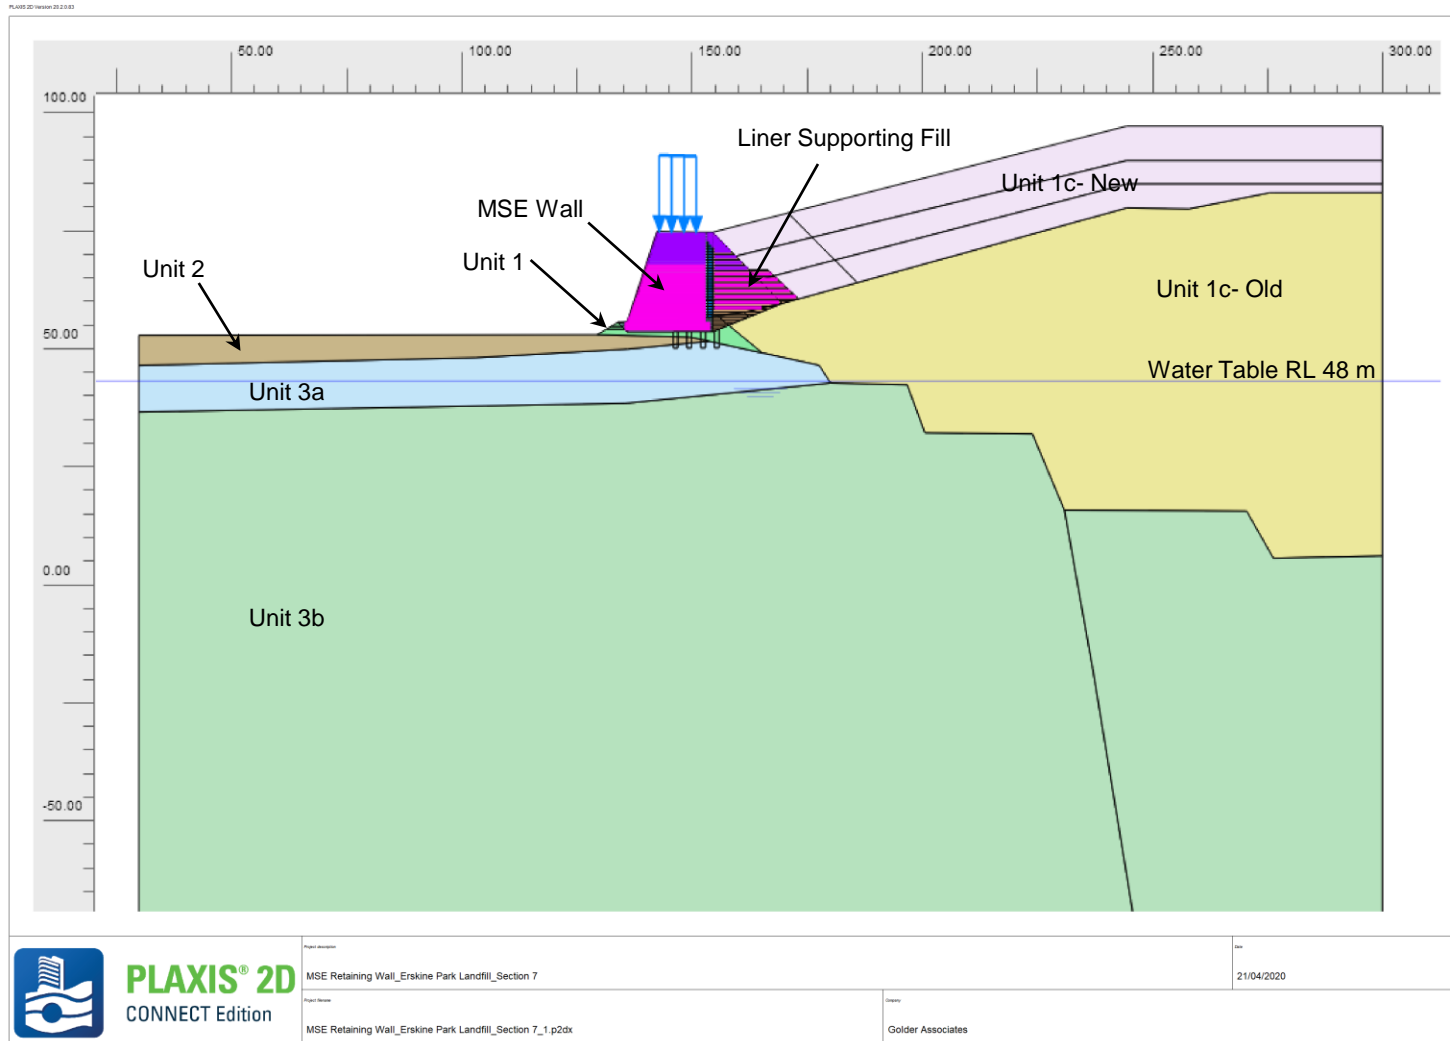 PLAXIS 2D Version 20.2.0.83
50.00 100.00 150.00 200.00 250.00 300.00
100.00
Liner Supporting Fill
Unit 1c- New
MSE Wall
Unit 2
Unit 1
Unit 1c- Old
50.00
Water Table RL 48 m
Unit 3a
0.00
Unit 3b
-50.00
Project description
Date
PLAXIS® 2D
CONNECT Edition
MSE Retaining Wall_Erskine Park Landfill_Section 7
21/04/2020
Project filename
Company
MSE Retaining Wall_Erskine Park Landfill_Section 7_1.p2dx
Golder Associates